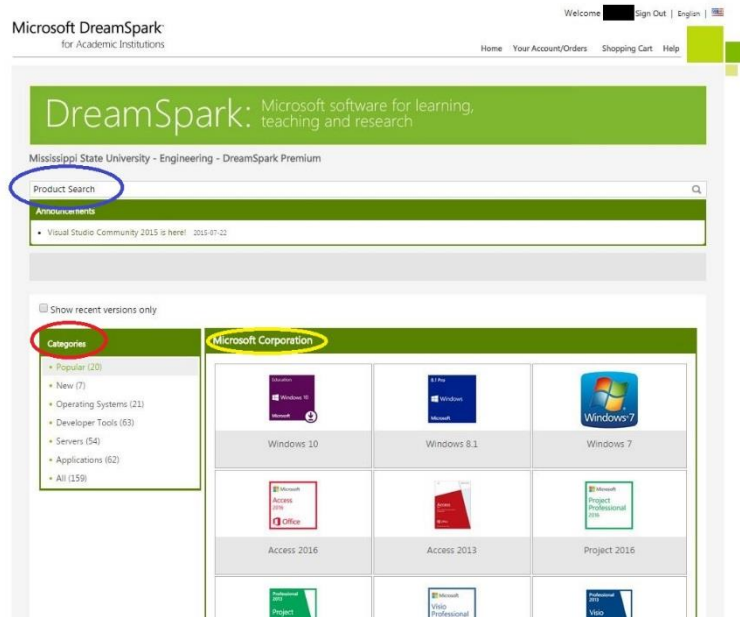 Welcome Sign Out | English |
Microsoft DreamSpark
for Academic Institutions
Home Your Account/Orders Shopping Cart Help
DreamSpark: Microsoft software for learning,
teaching and research
Mississippi State University - Engineering - DreamSpark Premium
Product Search
Announcements
• Visual Studio Community 2015 is here! 2015-07-22
Show recent versions only
Categories
• Popular (20)
• New (7)
• Operating Systems (21)
• Developer Tools (63)
• Servers (54)
• Applications (62)
• All (159)
Microsoft Corporation
Education
Windows 10
Microsoft
8.1 Pro
Windows
Microsoft
Windows 7
Windows 10
Windows 8.1
Windows 7
Microsoft
Access
2016
Office
Access
Microsoft
Project
Professional
2016
Access 2016
Access 2013
Project 2016
Professional
2013
Project
Microsoft
Visio
Professional
Professional
2013
Visio